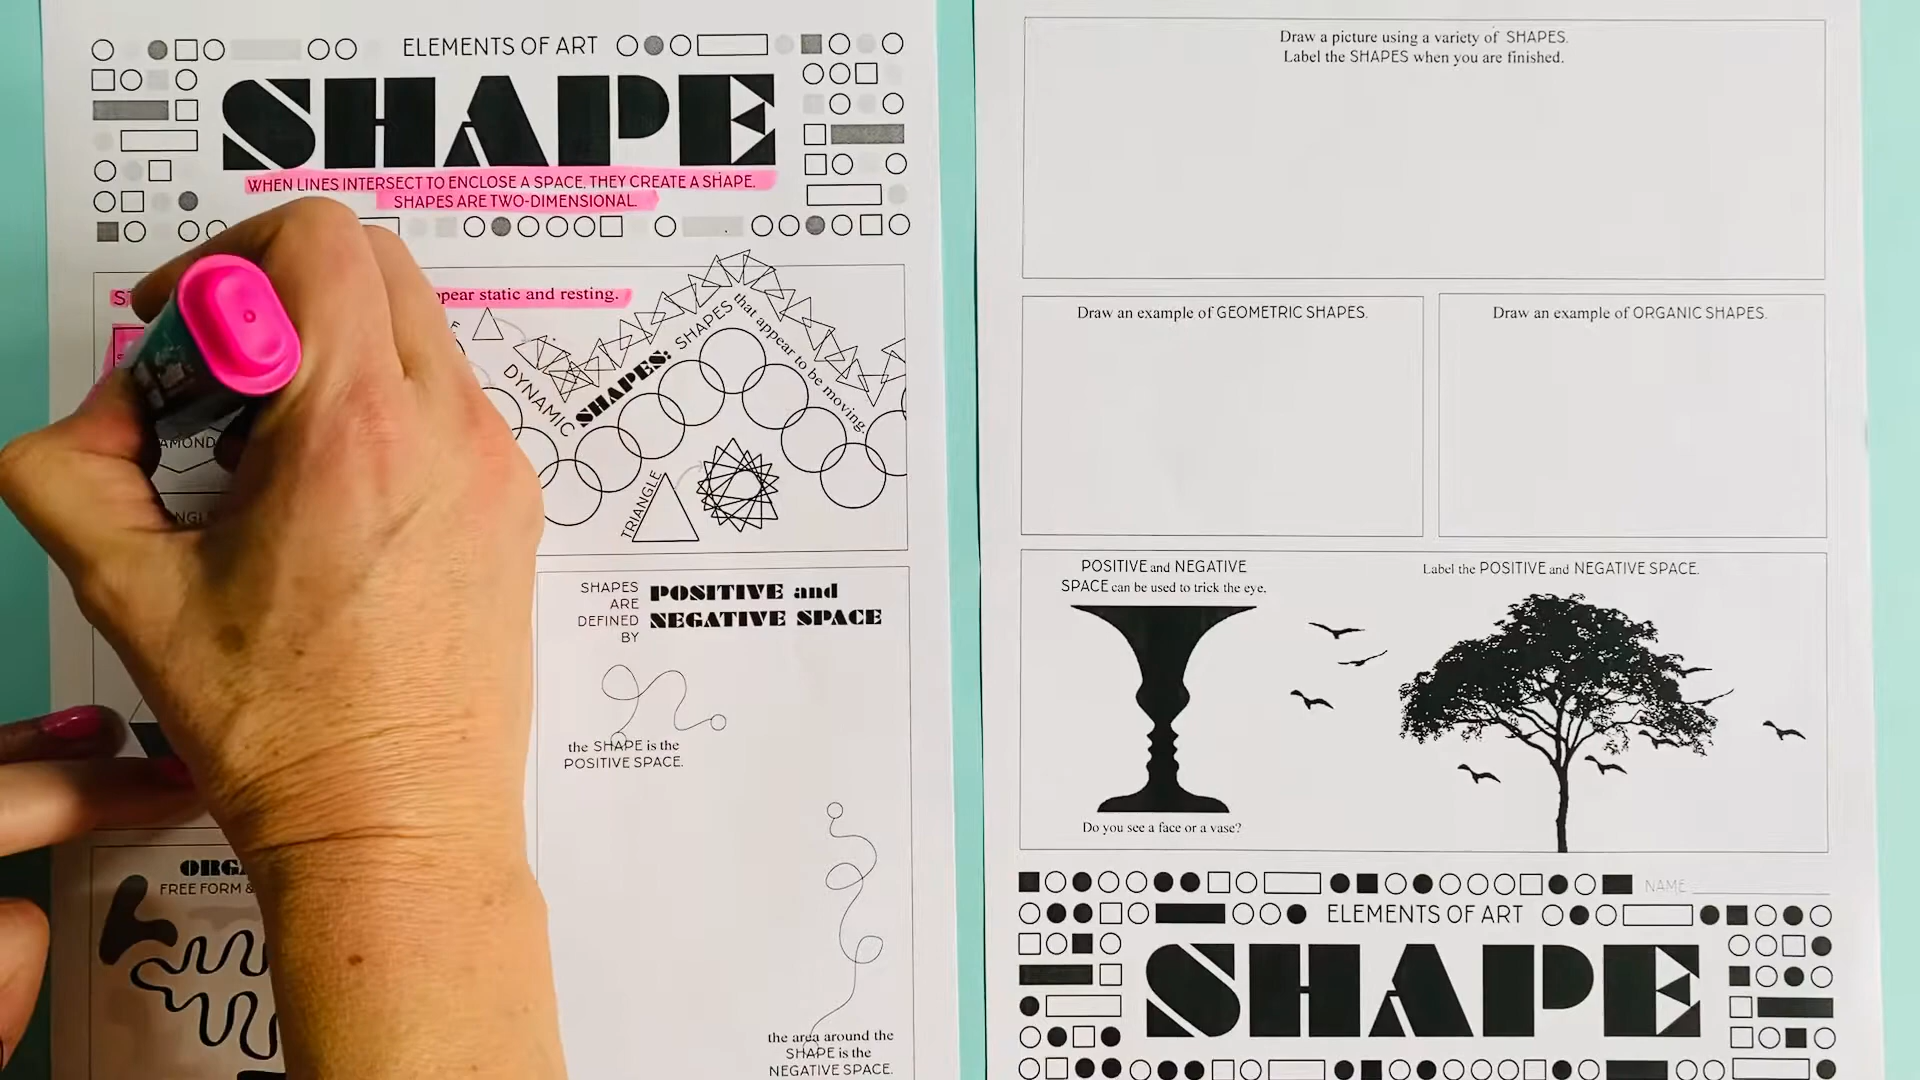 ELEMENTS OF ART
SHAPE
WHEN LINES INTERSECT TO ENCLOSE A SPACE, THEY CREATE A SHAPE.
SHAPES ARE TWO-DIMENSIONAL.
static and resting.
DYNAMIC
SHAPES: SHAPES
that appear to be moving.
TRIANGLE
SHAPES
ARE
DEFINED
BY
POSITIVE and
NEGATIVE SPACE
the SHAPE is the
POSITIVE SPACE.
the area around the
SHAPE is the
NEGATIVE SPACE.
FREE FORM &
Draw a picture using a variety of SHAPES.
Label the SHAPES when you are finished.
Draw an example of GEOMETRIC SHAPES.
Draw an example of ORGANIC SHAPES.
POSITIVE and NEGATIVE
SPACE can be used to trick the eye.
Do you see a face or a vase?
Label the POSITIVE and NEGATIVE SPACE.
NAME
ELEMENTS OF ART
SHAPE